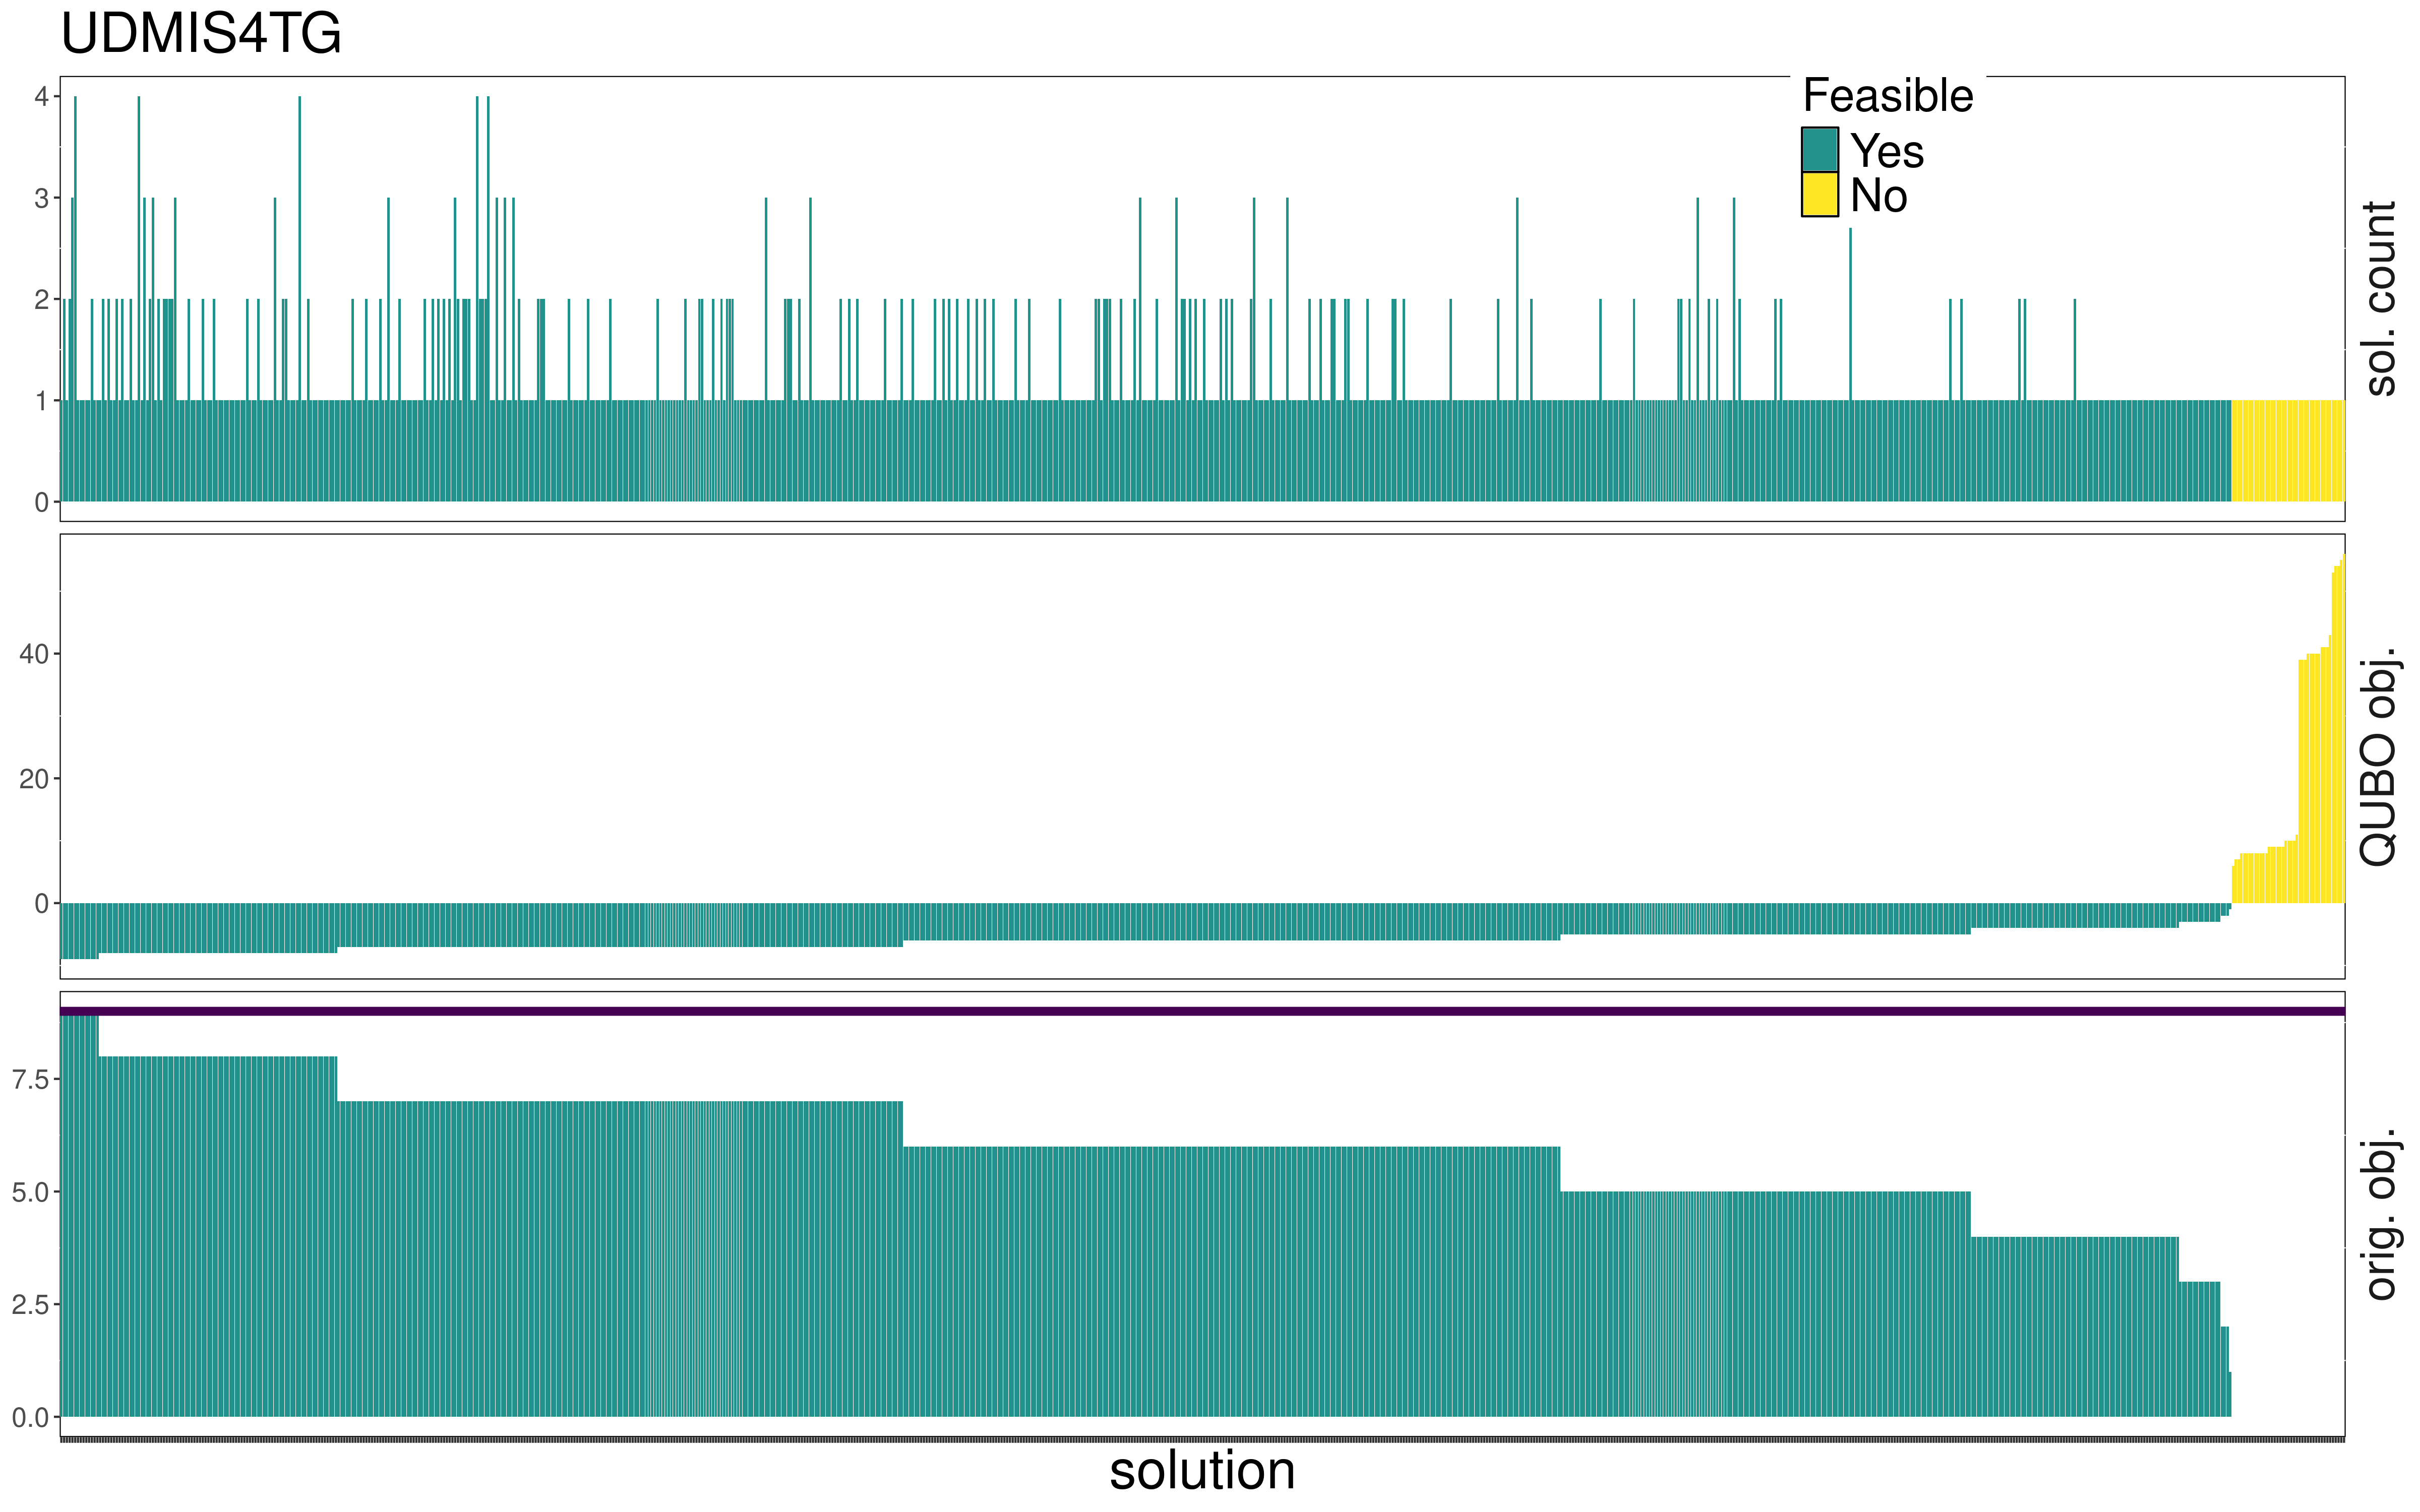 UDMIS4TG
Feasible
Yes
No
4
3
2
1
0
sol. count
40
20
0
QUBO obj.
7.5
5.0
2.5
0.0
orig. obj.
solution